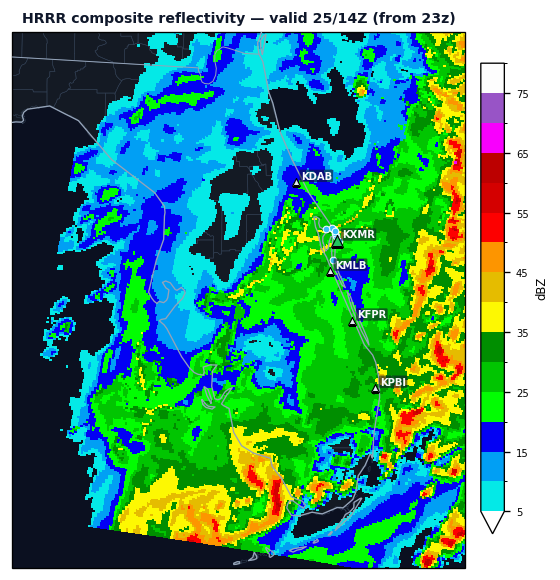 HRRR composite reflectivity — valid 25/14Z (from 23z)
KDAB
KXMR
KMLB
KFPR
KPBI
75
65
55
45
35
25
15
5
dBZ